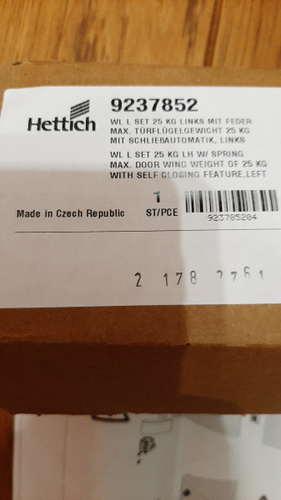 Hettich
9237852
WL L SET 25 KG LINKS MIT FEDER
MAX. TÜRFLÜGELGEWICHT 25 KG
MIT SCHLIEßAUTOMATIK, LINKS
WL L SET 25 KG LH W/ SPRING
MAX. DOOR WING WEIGHT OF 25 KG
WITH SELF CLOSING FEATURE,LEFT
Made in Czech Republic
1
ST/PCE
923785204
2 178 2761